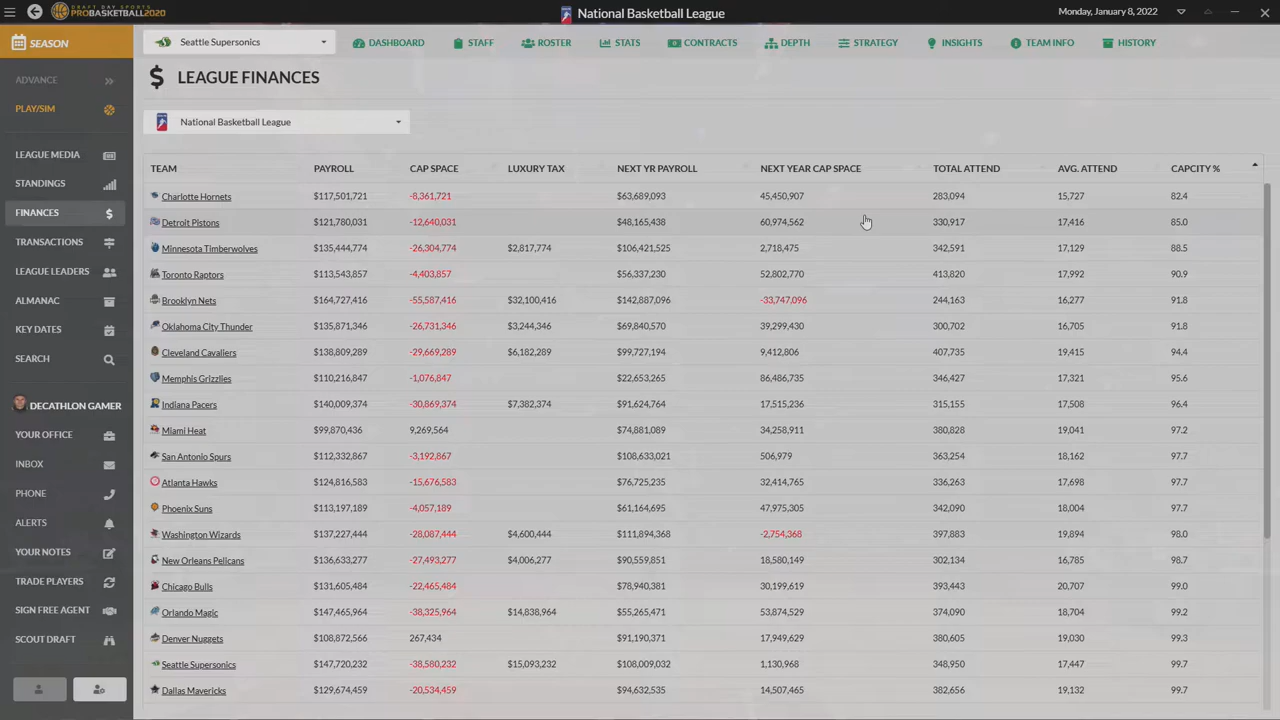 DRAFT DAY SPORTS
PROBASKETBALL2020
National Basketball League
Monday, January 8, 2022
SEASON
Seattle Supersonics
DASHBOARD STAFF ROSTER STATS CONTRACTS DEPTH STRATEGY INSIGHTS TEAM INFO HISTORY
ADVANCE
PLAY/SIM
LEAGUE MEDIA
STANDINGS
FINANCES
TRANSACTIONS
LEAGUE LEADERS
ALMANAC
KEY DATES
SEARCH
DECATHLON GAMER
YOUR OFFICE
INBOX
PHONE
ALERTS
YOUR NOTES
TRADE PLAYERS
SIGN FREE AGENT
SCOUT DRAFT
$ LEAGUE FINANCES
National Basketball League
TEAM PAYROLL CAP SPACE LUXURY TAX NEXT YR PAYROLL NEXT YEAR CAP SPACE TOTAL ATTEND AVG. ATTEND CAPCITY %
Charlotte Hornets $117,501,721 -8,361,721 $63,689,093 45,450,907 283,094 15,727 82.4
Detroit Pistons $121,780,031 -12,640,031 $48,165,438 60,974,562 330,917 17,416 85.0
Minnesota Timberwolves $135,444,774 -26,304,774 $2,817,774 $106,421,525 2,718,475 342,591 17,129 88.5
Toronto Raptors $113,543,857 -4,403,857 $56,337,230 52,802,770 413,820 17,992 90.9
Brooklyn Nets $164,727,416 -55,587,416 $32,100,416 $142,887,096 -33,747,096 244,163 16,277 91.8
Oklahoma City Thunder $135,871,346 -26,731,346 $3,244,346 $69,840,570 39,299,430 300,702 16,705 91.8
Cleveland Cavaliers $138,809,289 -29,669,289 $6,182,289 $99,727,194 9,412,806 407,735 19,415 94.4
Memphis Grizzlies $110,216,847 -1,076,847 $22,653,265 86,486,735 346,427 17,321 95.6
Indiana Pacers $140,009,374 -30,869,374 $7,382,374 $91,624,764 17,515,236 315,155 17,508 96.4
Miami Heat $99,870,436 9,269,564 $74,881,089 34,258,911 380,828 19,041 97.2
San Antonio Spurs $112,332,867 -3,192,867 $108,633,021 506,979 363,254 18,162 97.7
Atlanta Hawks $124,816,583 -15,676,583 $76,725,235 32,414,765 336,263 17,698 97.7
Phoenix Suns $113,197,189 -4,057,189 $61,164,695 47,975,305 342,090 18,004 97.7
Washington Wizards $137,227,444 -28,087,444 $4,600,444 $111,894,368 -2,754,368 397,883 19,894 98.0
New Orleans Pelicans $136,633,277 -27,493,277 $4,006,277 $90,559,851 18,580,149 302,134 16,785 98.7
Chicago Bulls $131,605,484 -22,465,484 $78,940,381 30,199,619 393,443 20,707 99.0
Orlando Magic $147,465,964 -38,325,964 $14,838,964 $55,265,471 53,874,529 374,090 18,704 99.2
Denver Nuggets $108,872,566 267,434 $91,190,371 17,949,629 380,605 19,030 99.3
Seattle Supersonics $147,720,232 -38,580,232 $15,093,232 $108,009,032 1,130,968 348,950 17,447 99.7
Dallas Mavericks $129,674,459 -20,534,459 $94,632,535 14,507,465 382,656 19,132 99.7